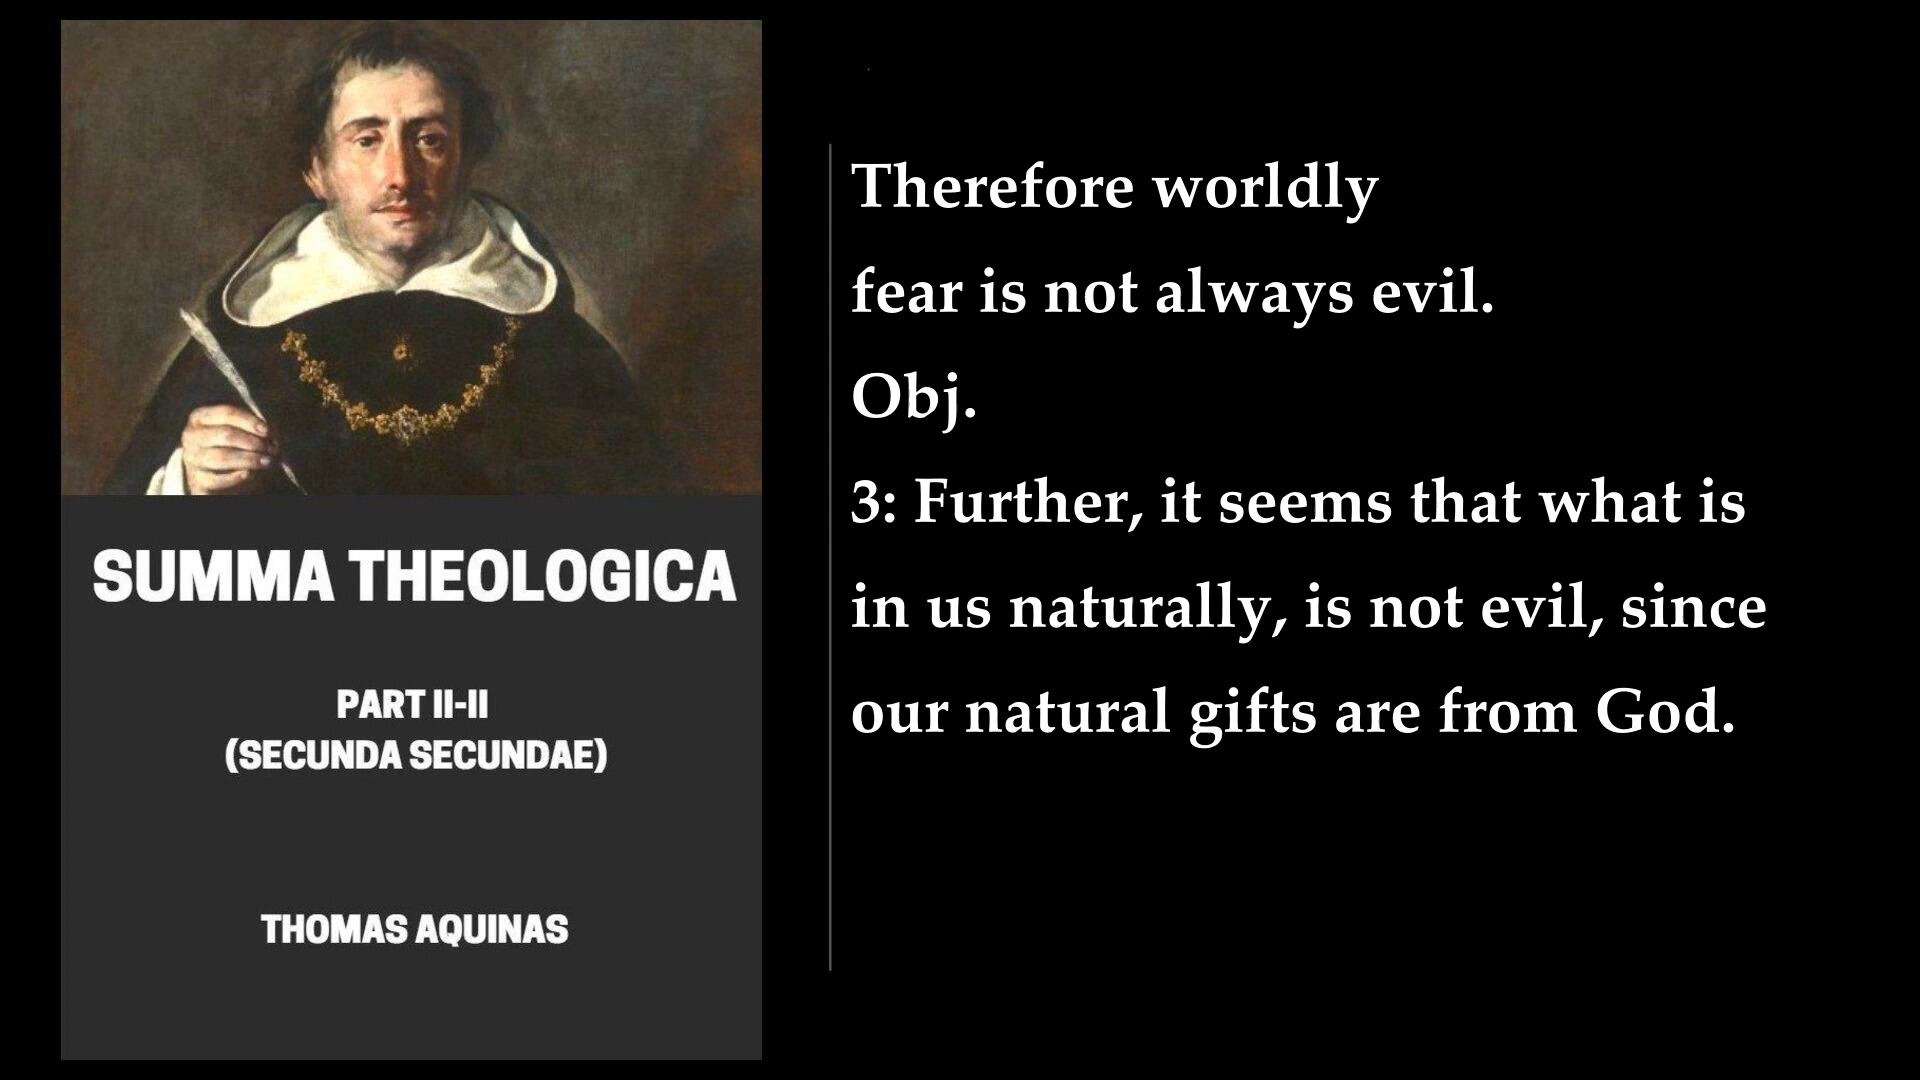 SUMMA THEOLOGICA
PART II-II
(SECUNDA SECUNDAE)
THOMAS AQUINAS
Therefore worldly
fear is not always evil.
Obj.
3: Further, it seems that what is
in us naturally, is not evil, since
our natural gifts are from God.